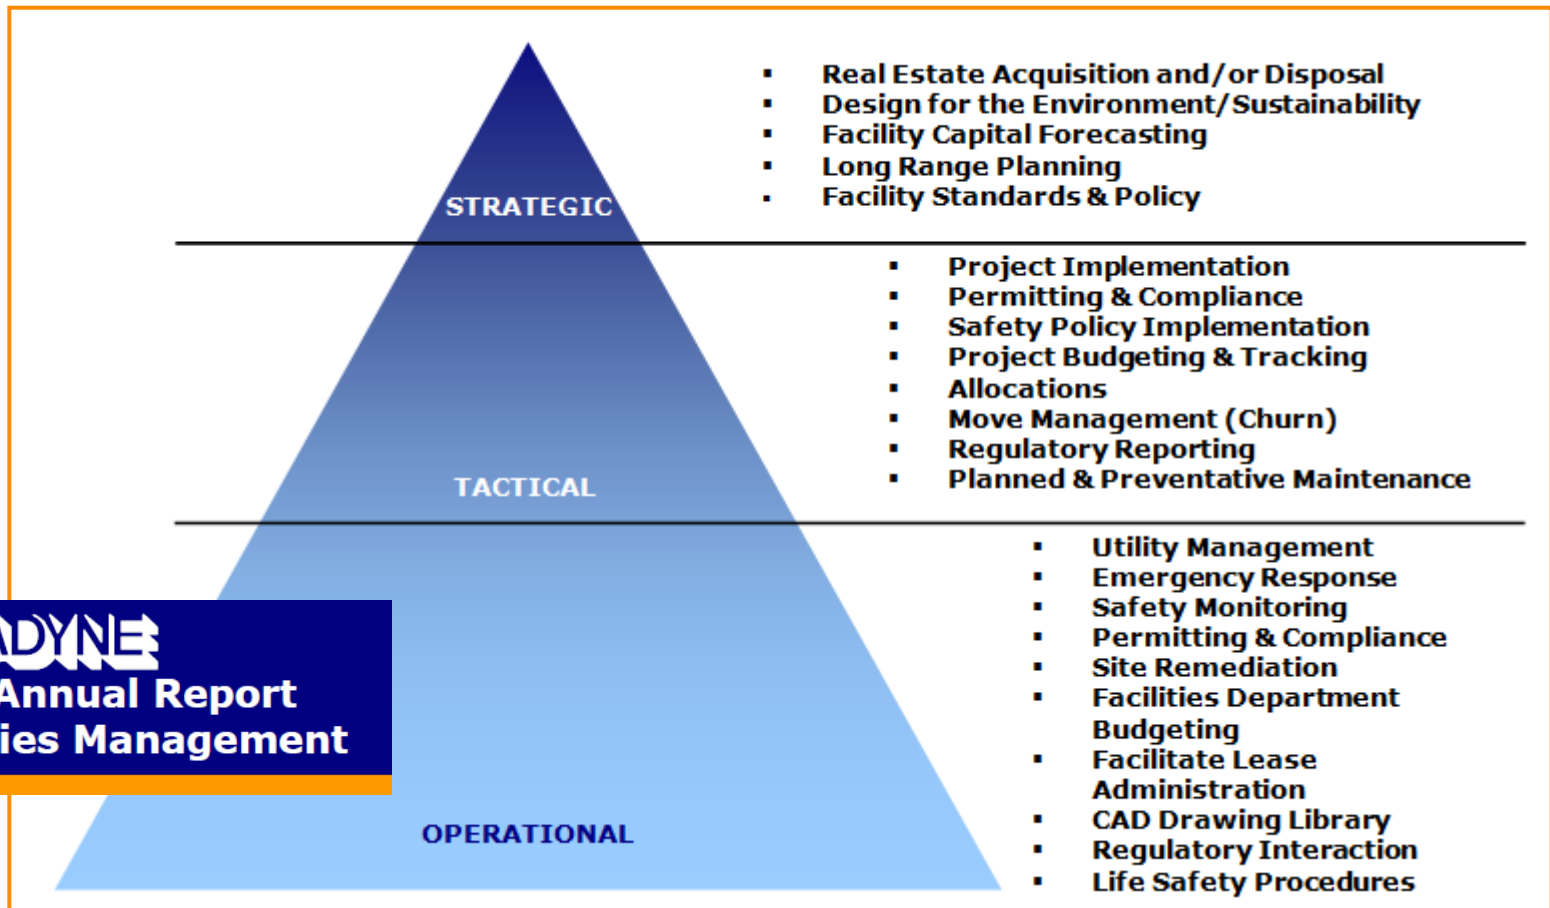 ▪ Real Estate Acquisition and/or Disposal
▪ Design for the Environment/Sustainability
▪ Facility Capital Forecasting
▪ Long Range Planning
▪ Facility Standards & Policy
STRATEGIC
▪ Project Implementation
▪ Permitting & Compliance
▪ Safety Policy Implementation
▪ Project Budgeting & Tracking
▪ Allocations
▪ Move Management (Churn)
▪ Regulatory Reporting
▪ Planned & Preventative Maintenance
TACTICAL
▪ Utility Management
▪ Emergency Response
▪ Safety Monitoring
▪ Permitting & Compliance
▪ Site Remediation
▪ Facilities Department
Budgeting
▪ Facilitate Lease
Administration
▪ CAD Drawing Library
▪ Regulatory Interaction
▪ Life Safety Procedures
OPERATIONAL
ADYNE
Annual Report
ies Management